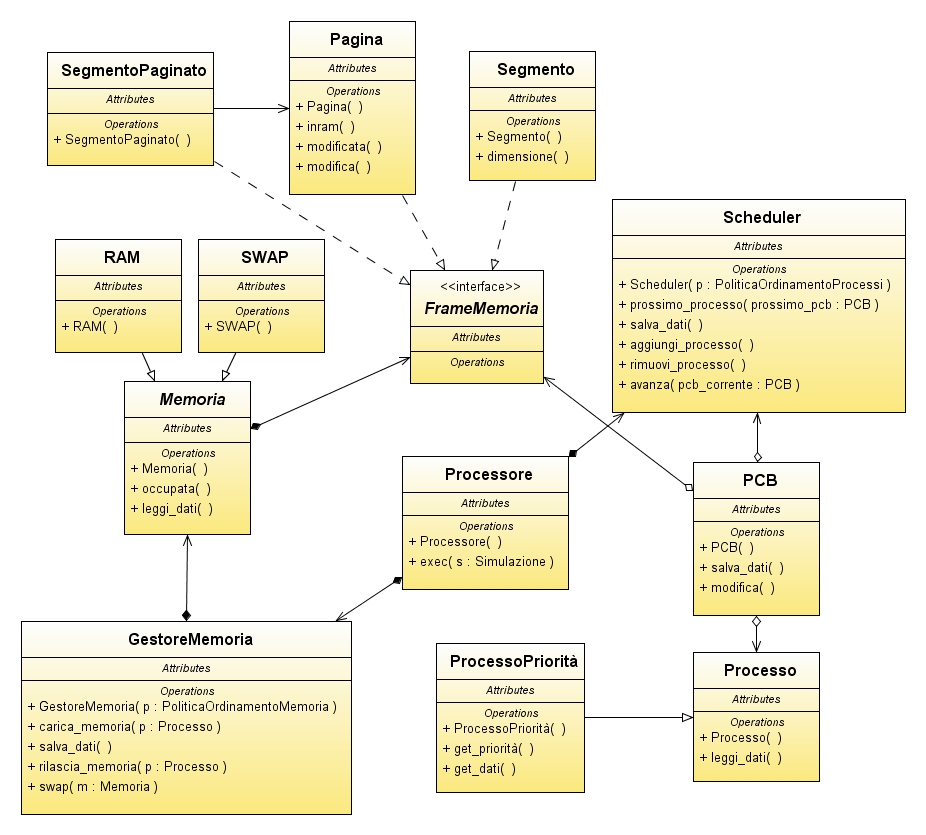 SegmentoPaginato
Attributes
Operations
+ SegmentoPaginato( )
Pagina
Attributes
Operations
+ Pagina( )
+ inram( )
+ modificata( )
+ modifica( )
Segmento
Attributes
Operations
+ Segmento( )
+ dimensione( )
Scheduler
Attributes
Operations
+ Scheduler( p : PoliticaOrdinamentoProcessi )
+ prossimo_processo( prossimo_pcb : PCB )
+ salva_dati( )
+ aggiungi_processo( )
+ rimuovi_processo( )
+ avanza( pcb_corrente : PCB )
RAM
Attributes
Operations
+ RAM( )
SWAP
Attributes
Operations
+ SWAP( )
<<interface>>
FrameMemoria
Attributes
Operations
Memoria
Attributes
Operations
+ Memoria( )
+ occupata( )
+ leggi_dati( )
Processore
Attributes
Operations
+ Processore( )
+ exec( s : Simulazione )
PCB
Attributes
Operations
+ PCB( )
+ salva_dati( )
+ modifica( )
GestoreMemoria
Attributes
Operations
+ GestoreMemoria( p : PoliticaOrdinamentoMemoria )
+ carica_memoria( p : Processo )
+ salva_dati( )
+ rilascia_memoria( p : Processo )
+ swap( m : Memoria )
ProcessoPriorità
Attributes
Operations
+ ProcessoPriorità( )
+ get_priorità( )
+ get_dati( )
Processo
Attributes
Operations
+ Processo( )
+ leggi_dati( )